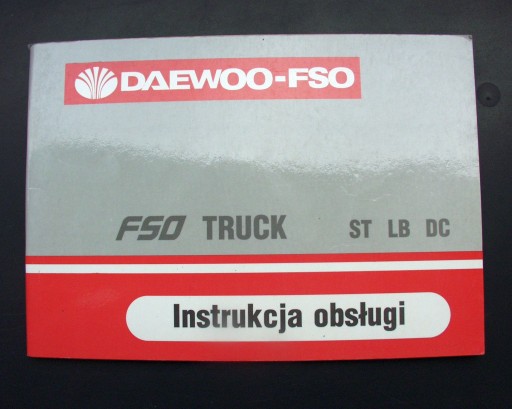 DAEWOO-FSO
FSO TRUCK ST LB DC
Instrukcja obsługi